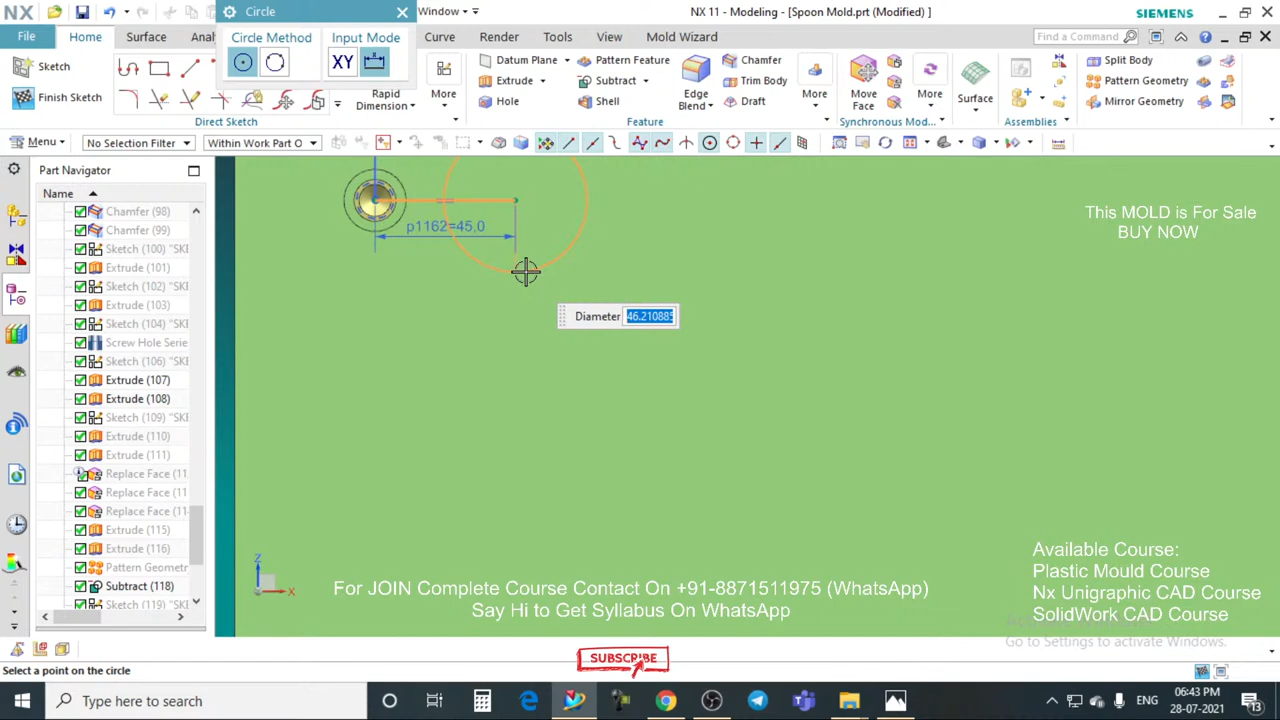 NX
Circle
Window
NX 11 - Modeling - [Spoon Mold.prt (Modified) ]
SIEMENS
File
Home
Surface
Circle Method
Input Mode
Curve
Render
Tools
View
Mold Wizard
Find a Command
Sketch
XY
Datum Plane
Pattern Feature
Chamfer
Split Body
Extrude
Subtract
Trim Body
Pattern Geometry
Finish Sketch
Hole
Shell
Draft
Mirror Geometry
Rapid
Dimension
More
Edge
Blend
More
Move
Face
More
Surface
Direct Sketch
Feature
Synchronous Mod...
Assemblies
Menu
No Selection Filter
Within Work Part O
Part Navigator
Name
Chamfer (98)
Chamfer (99)
Sketch (100) "SKE
Extrude (101)
Sketch (102) "SKE
Extrude (103)
Sketch (104) "SKE
Screw Hole Serie
Sketch (106) "SKE
Extrude (107)
Extrude (108)
Sketch (109) "SKE
Extrude (110)
Extrude (111)
Replace Face (11
Replace Face (11
Replace Face (11
Extrude (115)
Extrude (116)
Pattern Geometr
Subtract (118)
Sketch (119) "SKE
p1162=45,0
Diameter
46.210885
This MOLD is For Sale
BUY NOW
Z
X
For JOIN Complete Course Contact On +91-8871511975 (WhatsApp)
Say Hi to Get Syllabus On WhatsApp
Available Course:
Plastic Mould Course
Nx Unigraphic CAD Course
SolidWork CAD Course
Go to Settings to activate Windows.
SUBSCRIBE
Select a point on the circle
Type here to search
ENG
06:43 PM
28-07-2021
13